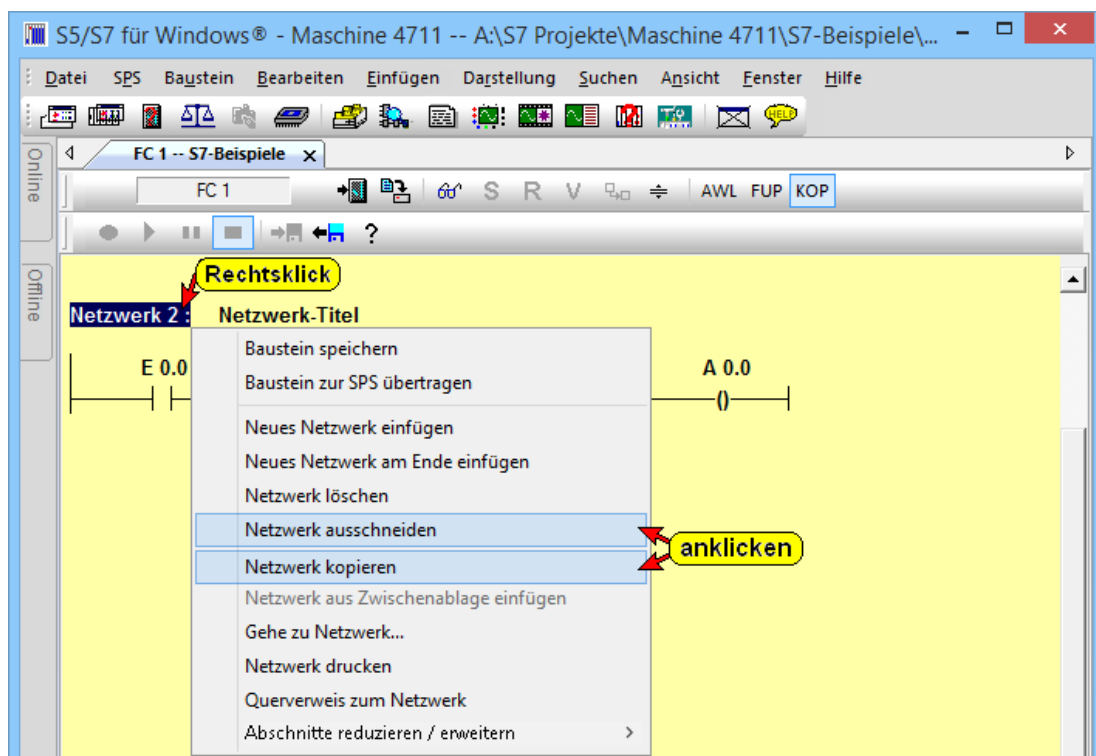 S5/S7 für Windows® - Maschine 4711 -- A:\S7 Projekte\Maschine 4711\S7-Beispiele\...
Datei SPS Baustein Bearbeiten Einfügen Darstellung Suchen Ansicht Fenster Hilfe
HELP
Online
FC 1 -- S7-Beispiele x
FC 1 S R V AWL FUP KOP
?
Offline
Rechtsklick
Netzwerk 2 : Netzwerk-Titel
E 0.0 A 0.0
()
Baustein speichern
Baustein zur SPS übertragen
Neues Netzwerk einfügen
Neues Netzwerk am Ende einfügen
Netzwerk löschen
Netzwerk ausschneiden
anklicken
Netzwerk kopieren
Netzwerk aus Zwischenablage einfügen
Gehe zu Netzwerk...
Netzwerk drucken
Querverweis zum Netzwerk
Abschnitte reduzieren / erweitern >